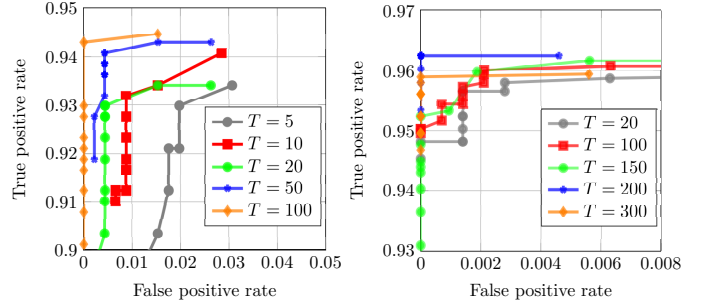 0.95
0.94
0.93
0.92
0.91
0.9
True positive rate
0
0.01
0.02
0.03
0.04
0.05
False positive rate
T = 5
T = 10
T = 20
T = 50
T = 100
0.97
0.96
0.95
0.94
0.93
True positive rate
0
0.002
0.004
0.006
0.008
False positive rate
T = 20
T = 100
T = 150
T = 200
T = 300